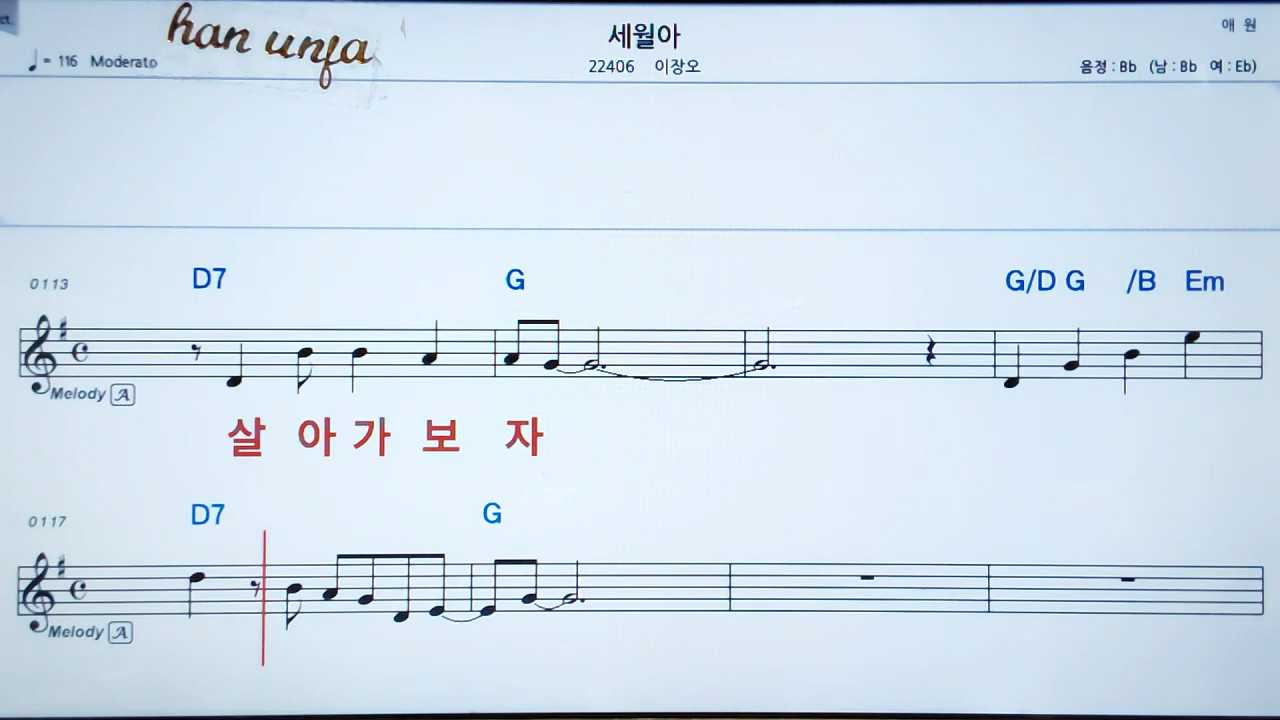 han unfa
세월아
애 원
♩= 116 Moderato
22406 이장오
음정 : Bb (남 : Bb 여 : Eb)
0113
D7 G G/D G /B Em
Melody A
살 아 가 보 자
0117
D7 G
Melody A